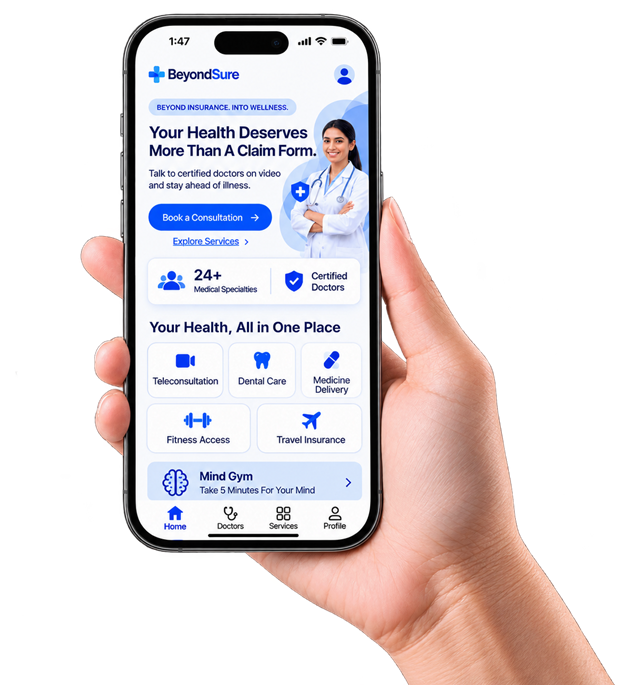 1:47
BeyondSure
BEYOND INSURANCE. INTO WELLNESS.
Your Health Deserves
More Than A Claim Form.
Talk to certified doctors on video
and stay ahead of illness.
Book a Consultation →
Explore Services >
24+
Medical Specialties
Certified
Doctors
Your Health, All in One Place
Teleconsultation
Dental Care
Medicine
Delivery
Fitness Access
Travel Insurance
Mind Gym
Take 5 Minutes For Your Mind
Home
Doctors
Services
Profile